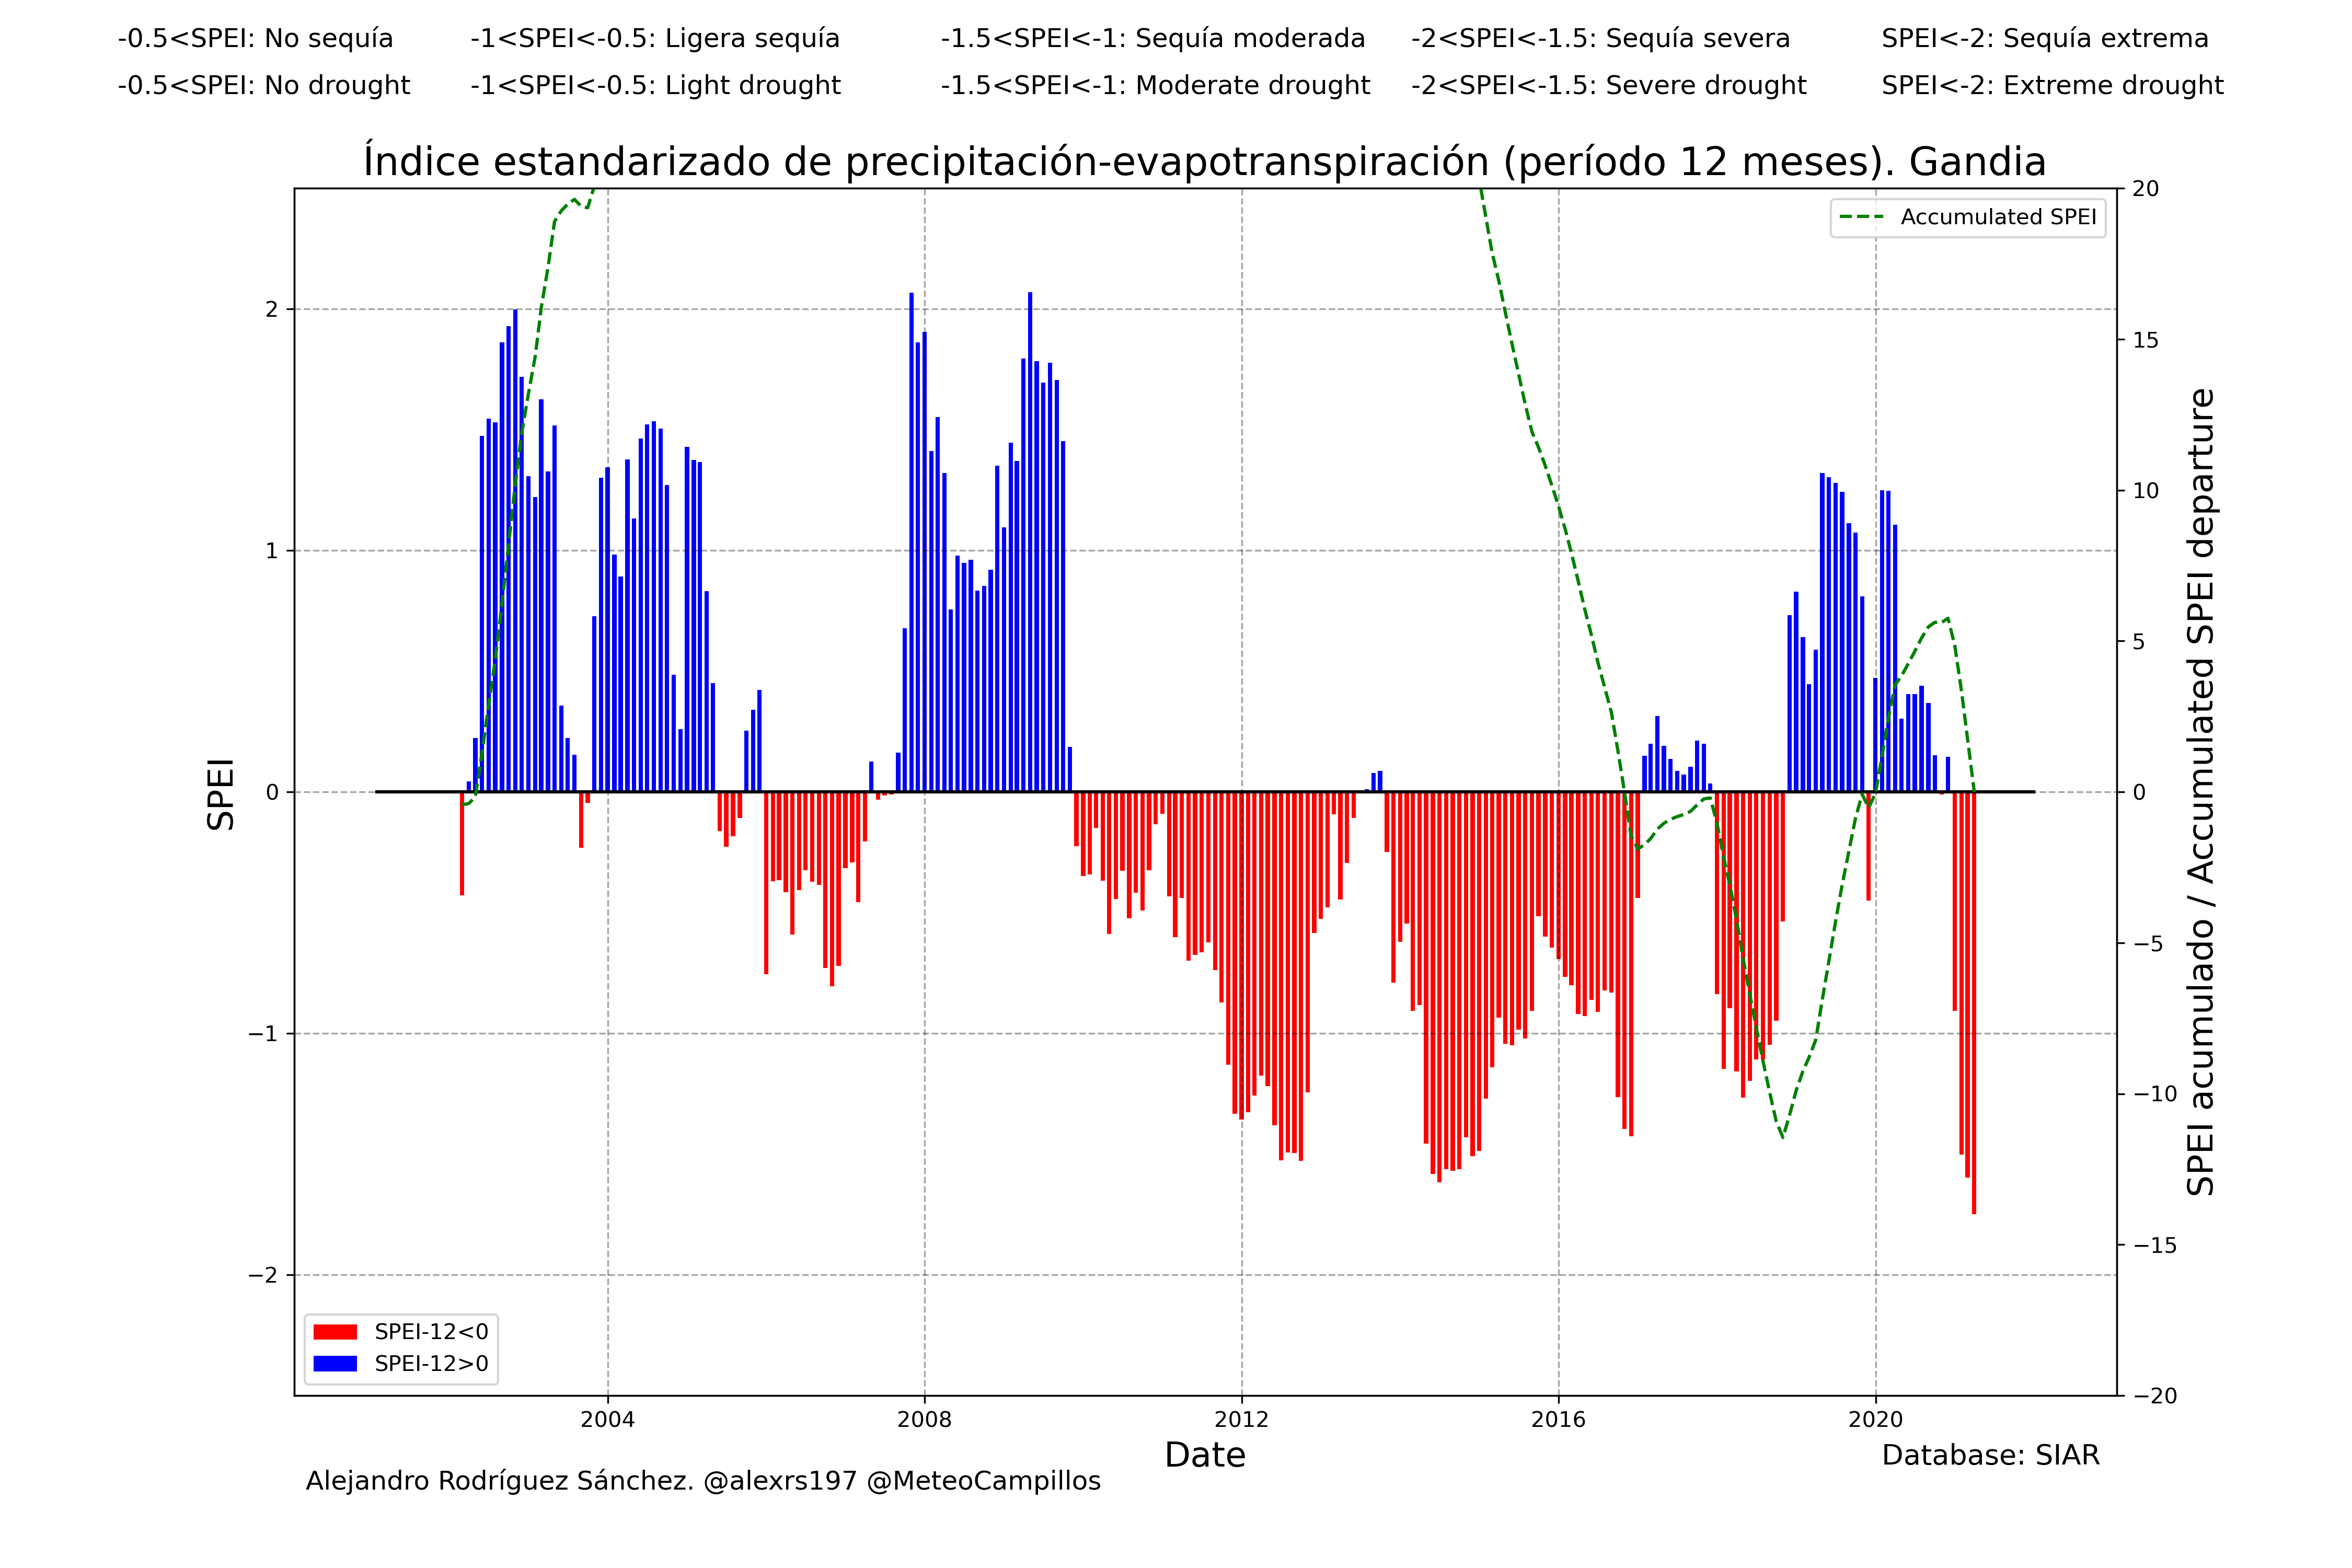 -0.5<SPEI: No sequía -1<SPEI<-0.5: Ligera sequía -1.5<SPEI<-1: Sequía moderada -2<SPEI<-1.5: Sequía severa SPEI<-2: Sequía extrema
-0.5<SPEI: No drought -1<SPEI<-0.5: Light drought -1.5<SPEI<-1: Moderate drought -2<SPEI<-1.5: Severe drought SPEI<-2: Extreme drought
Índice estandarizado de precipitación-evapotranspiración (período 12 meses). Gandia
Accumulated SPEI
2
1
0
−1
−2
SPEI
20
15
10
5
0
−5
−10
−15
−20
SPEI acumulado / Accumulated SPEI departure
SPEI-12<0
SPEI-12>0
2004 2008 2012 2016 2020
Date
Database: SIAR
Alejandro Rodríguez Sánchez. @alexrs197 @MeteoCampillos